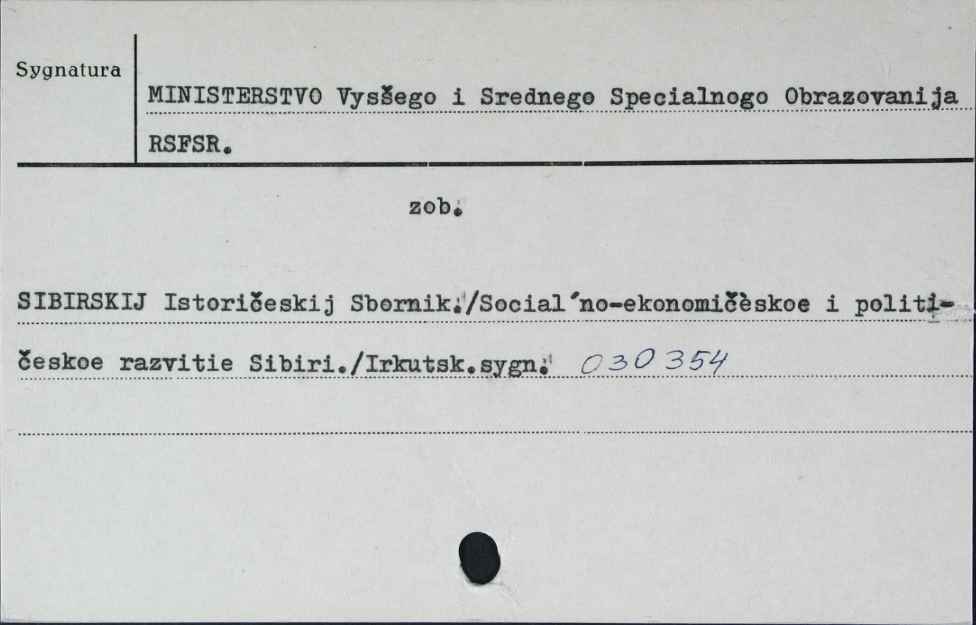 Sygnatura
MINISTERSTVO Vysšego i Srednego Specialnogo Obrazovanija
RSFSR.
zob.
SIBIRSKIJ Istoričeskij Sbornik./Social'no-ekonomičeskoe i politi-
českoe razvitie Sibiri./Irkutsk.sygn. 030354